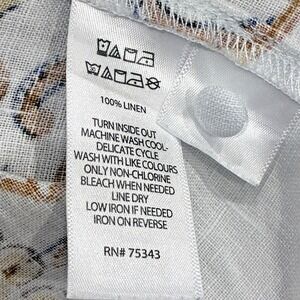 100% LINEN
TURN INSIDE OUT
MACHINE WASH COOL-
DELICATE CYCLE
WASH WITH LIKE COLOURS
ONLY NON-CHLORINE
BLEACH WHEN NEEDED
LINE DRY
LOW IRON IF NEEDED
IRON ON REVERSE
RN# 75343